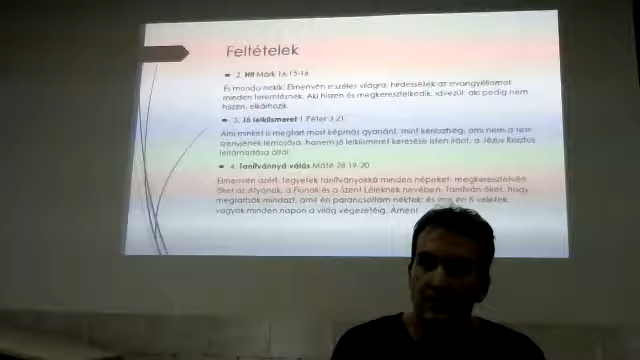 Feltételek
2. Hit Márk 16.15-16
És monda nékik: Elmenvén e széles világra, hirdessétek az evangyéliomot
minden teremtésnek. Aki hiszen és megkeresztelkedik, idvezül; aki pedig nem
hiszen, elkárhozik
3. Jó lelkiismeret 1 Péter 3.21
Ami minket is megtart most képmás gyanánt, mint keresztség, ami nem a test
szennyének lemosása, hanem jó lelkiismeret keresése Isten iránt, a Jézus Krisztus
feltámadása által
4. Tanítvánnyá válás Máté 28.19-20
Elmenvén azért, tegyetek tanítványokká minden népeket, megkeresztelvén
őket az Atyának, a Fiúnak és a Szent Léleknek nevében, Tanítván őket, hogy
megtartsák mindazt, amit én parancsoltam néktek: és ímé én ti veletek
vagyok minden napon a világ végezetéig. Ámen!